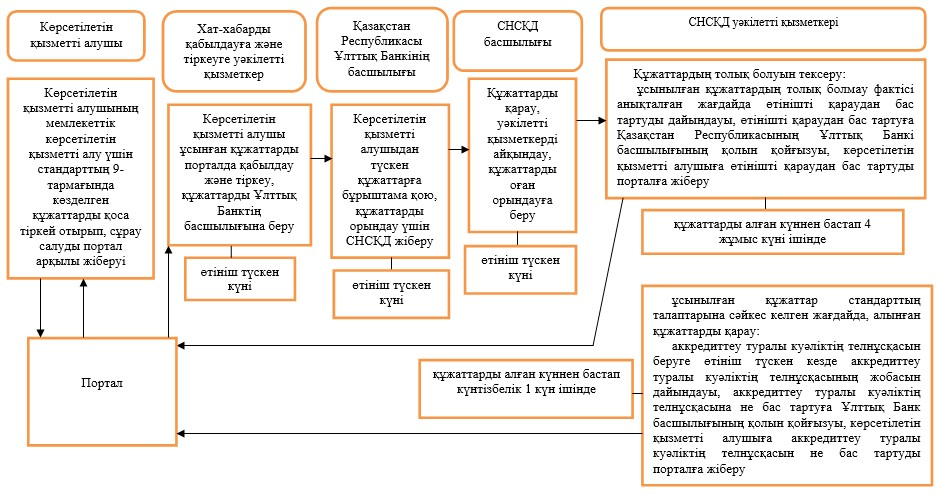 Көрсетілетін
қызметті алушы
Хат-хабарды
қабылдауға және
тіркеуге уәкілетті
қызметкер
Қазақстан
Республикасы
Ұлттық Банкінің
басшылығы
СНСҚД
басшылығы
СНСҚД уәкілетті қызметкері
Көрсетілетін
қызметті алушының
мемлекеттік
көрсетілетін
қызметті алу үшін
стандарттың 9-
тармағында
көзделген
құжаттарды қоса
тіркей отырып, сұрау
салуды портал
арқылы жіберуі
Көрсетілетін
қызметті алушы
ұсынған құжаттарды
порталда қабылдау
және тіркеу,
құжаттарды Ұлттық
Банктің
басшылығына беру
өтініш түскен
күні
Көрсетілетін
қызметті
алушыдан
түскен
құжаттарға
бұрыштама қою,
құжаттарды
орындау үшін
СНСҚД жіберу
өтініш түскен
күні
Құжаттарды
қарау,
уәкілетті
қызметкерді
айқындау,
құжаттарды
оған
орындауға
беру
өтініш түскен
күні
Құжаттардың толық болуын тексеру:
ұсынылған құжаттардың толық болмау фактісі
анықталған жағдайда өтінішті қараудан бас
тартуды дайындауы, өтінішті қараудан бас тартуға
Қазақстан Республикасының Ұлттық Банкі
басшылығының қолын қойғызуы, көрсетілетін
қызметті алушыға өтінішті қараудан бас тартуды
порталға жіберу
құжаттарды алған күннен бастап 4
жұмыс күні ішінде
Портал
құжаттарды алған күннен бастап
күнтізбелік 1 күн ішінде
ұсынылған құжаттар стандарттың
талаптарына сәйкес келген жағдайда, алынған
құжаттарды қарау:
аккредиттеу туралы куәліктің телнұсқасын
беруге өтініш түскен кезде аккредиттеу
туралы куәліктің телнұсқасының жобасын
дайындауы, аккредиттеу туралы куәліктің
телнұсқасына не бас тартуға Ұлттық Банк
басшылығының қолын қойғызуы, көрсетілетін
қызметті алушыға аккредиттеу туралы
куәліктің телнұсқасын не бас тартуды
порталға жіберу